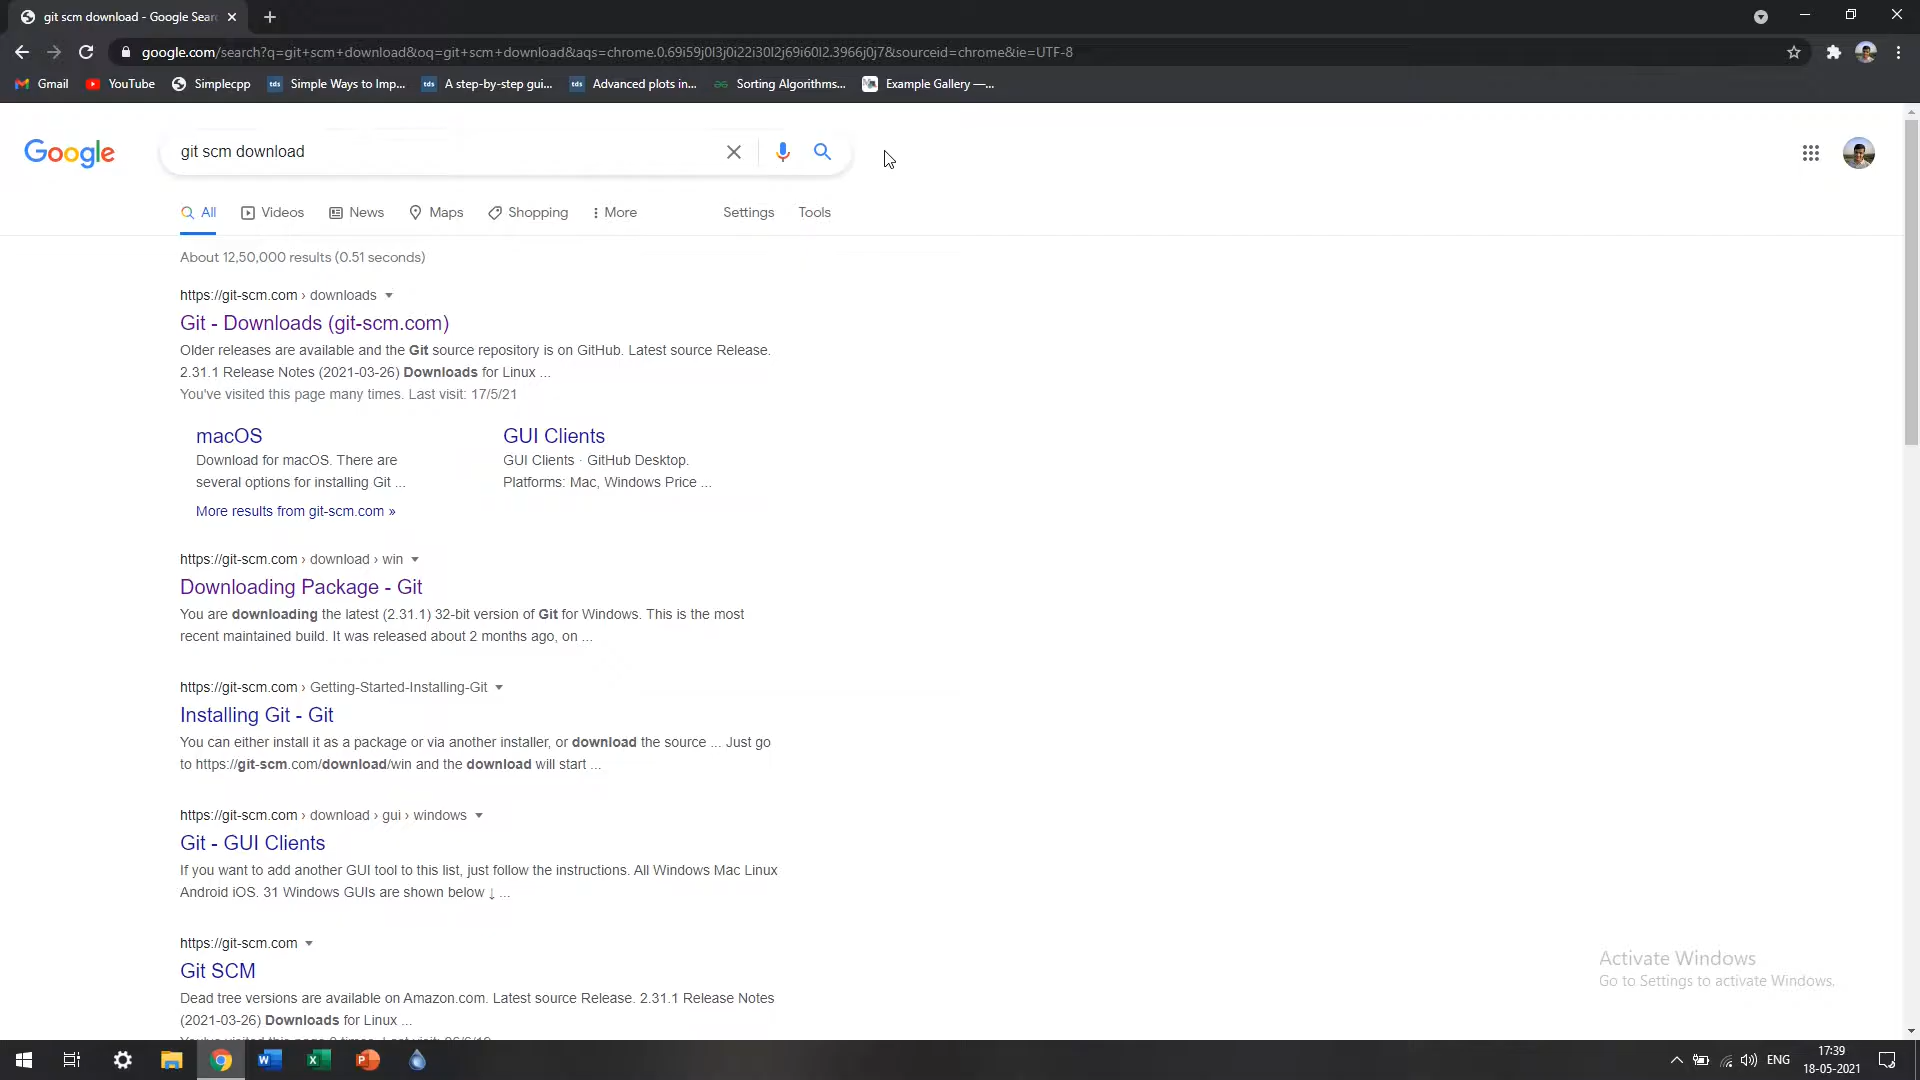 git scm download - Google Sear
google.com/search?q=git+scm+download&oq=git+scm+download&aqs=chrome.0.69i59j0l3j0i22i30l2j69i60l2.3966j0j7&sourceid=chrome&ie=UTF-8
Gmail YouTube Simplecpp Simple Ways to Imp... A step-by-step gui... Advanced plots in... Sorting Algorithms... Example Gallery —...
Google git scm download
All Videos News Maps Shopping More Settings Tools
About 12,50,000 results (0.51 seconds)
https://git-scm.com › downloads
Git - Downloads (git-scm.com)
Older releases are available and the Git source repository is on GitHub. Latest source Release.
2.31.1 Release Notes (2021-03-26) Downloads for Linux ...
You've visited this page many times. Last visit: 17/5/21
macOS
Download for macOS. There are
several options for installing Git ...
GUI Clients
GUI Clients · GitHub Desktop.
Platforms: Mac, Windows Price ...
More results from git-scm.com »
https://git-scm.com › download › win
Downloading Package - Git
You are downloading the latest (2.31.1) 32-bit version of Git for Windows. This is the most
recent maintained build. It was released about 2 months ago, on ...
https://git-scm.com › Getting-Started-Installing-Git
Installing Git - Git
You can either install it as a package or via another installer, or download the source ... Just go
to https://git-scm.com/download/win and the download will start ...
https://git-scm.com › download › gui › windows
Git - GUI Clients
If you want to add another GUI tool to this list, just follow the instructions. All Windows Mac Linux
Android iOS. 31 Windows GUIs are shown below ↓ ...
https://git-scm.com
Git SCM
Dead tree versions are available on Amazon.com. Latest source Release. 2.31.1 Release Notes
(2021-03-26) Downloads for Linux ...
Activate Windows
Go to Settings to activate Windows.
ENG
17:39
18-05-2021